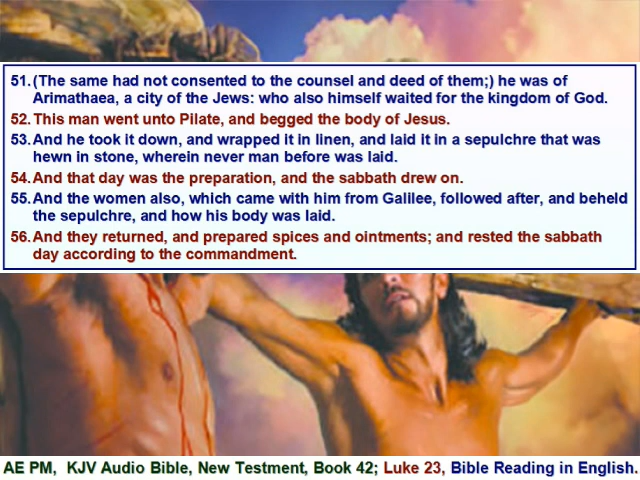 51. (The same had not consented to the counsel and deed of them;) he was of
Arimathaea, a city of the Jews: who also himself waited for the kingdom of God.
52. This man went unto Pilate, and begged the body of Jesus.
53. And he took it down, and wrapped it in linen, and laid it in a sepulchre that was
hewn in stone, wherein never man before was laid.
54. And that day was the preparation, and the sabbath drew on.
55. And the women also, which came with him from Galilee, followed after, and beheld
the sepulchre, and how his body was laid.
56. And they returned, and prepared spices and ointments; and rested the sabbath
day according to the commandment.
AE PM, KJV Audio Bible, New Testment, Book 42; Luke 23, Bible Reading in English.